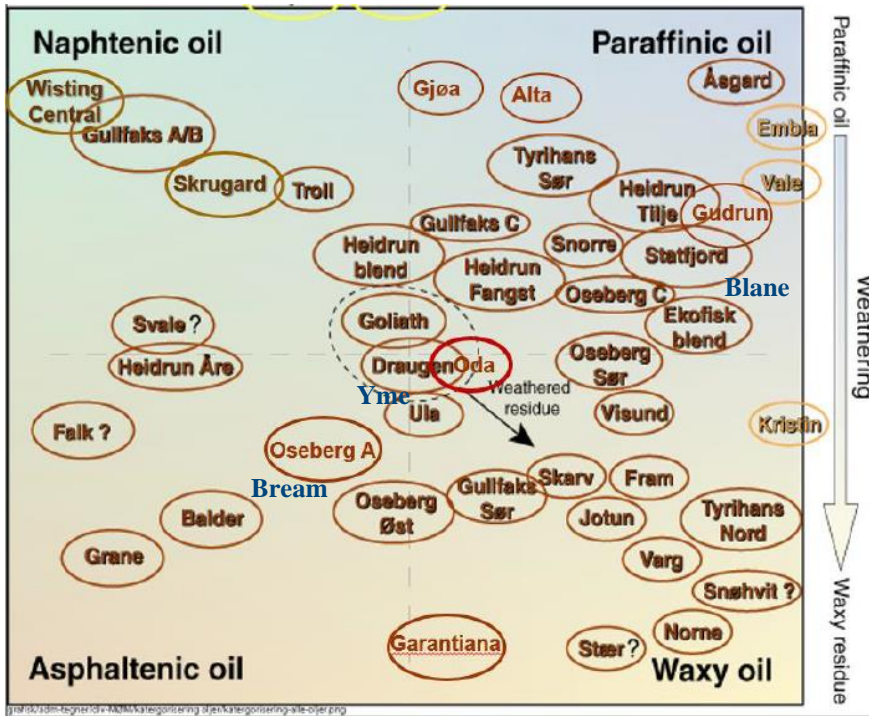 Naphtenic oil
Paraffinic oil
Paraffinic oil
Wisting
Central
Gullfaks A/B
Skrugard
Troll
Gjøa
Alta
Åsgard
Embla
Tyrihans
Sør
Heidrun
Tilje
Vale
Gudrun
Gullfaks C
Heidrun
blend
Snorre
Statfjord
Heidrun
Fangst
Oseberg C
Blane
Weathering
Svale ?
Goliath
Ekofisk
blend
Heidrun Åre
Draugen
Oda
Oseberg
Sør
Yme
Weathered
residue
Ula
Visund
Falk ?
Kristin
Oseberg A
Bream
Skarv
Fram
Gullfaks
Sør
Oseberg
Øst
Balder
Jotun
Tyrihans
Nord
Grane
Varg
Snøhvit ?
Norne
Garantiana
Stær ?
Asphaltenic oil
Waxy oil
Waxy residue